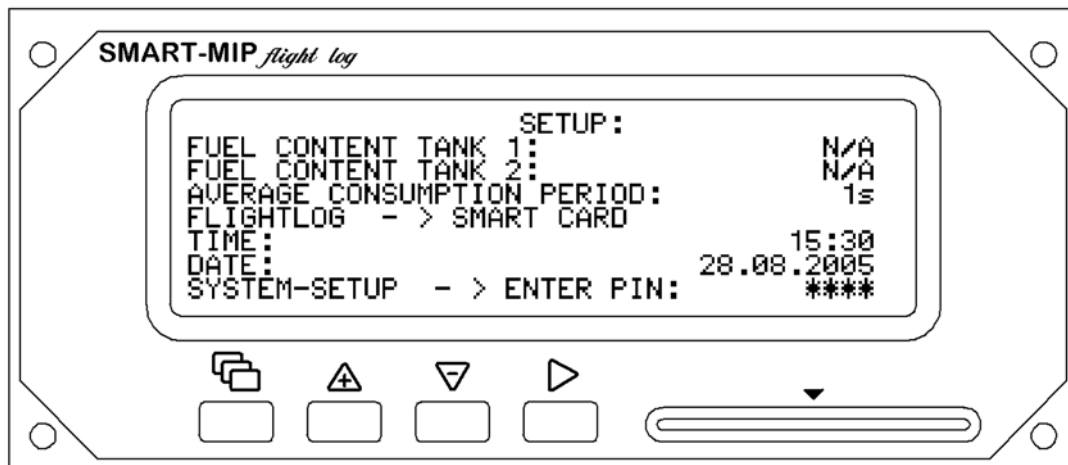 SMART-MIP flight log
SETUP:
FUEL CONTENT TANK 1: N/A
FUEL CONTENT TANK 2: N/A
AVERAGE CONSUMPTION PERIOD: 1s
FLIGHTLOG - > SMART CARD
TIME: 15:30
DATE: 28.08.2005
SYSTEM-SETUP - > ENTER PIN: ****